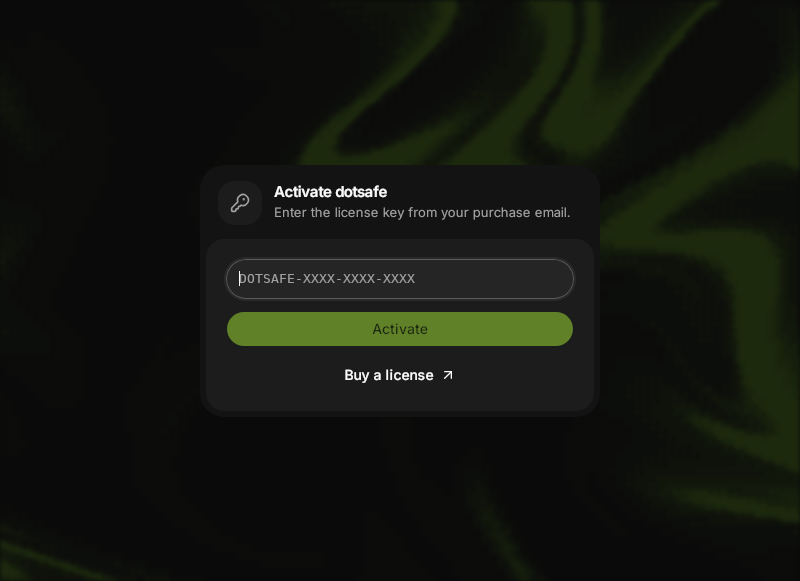 Activate dotsafe
Enter the license key from your purchase email.
DOTSAFE-XXXX-XXXX-XXXX
Activate
Buy a license